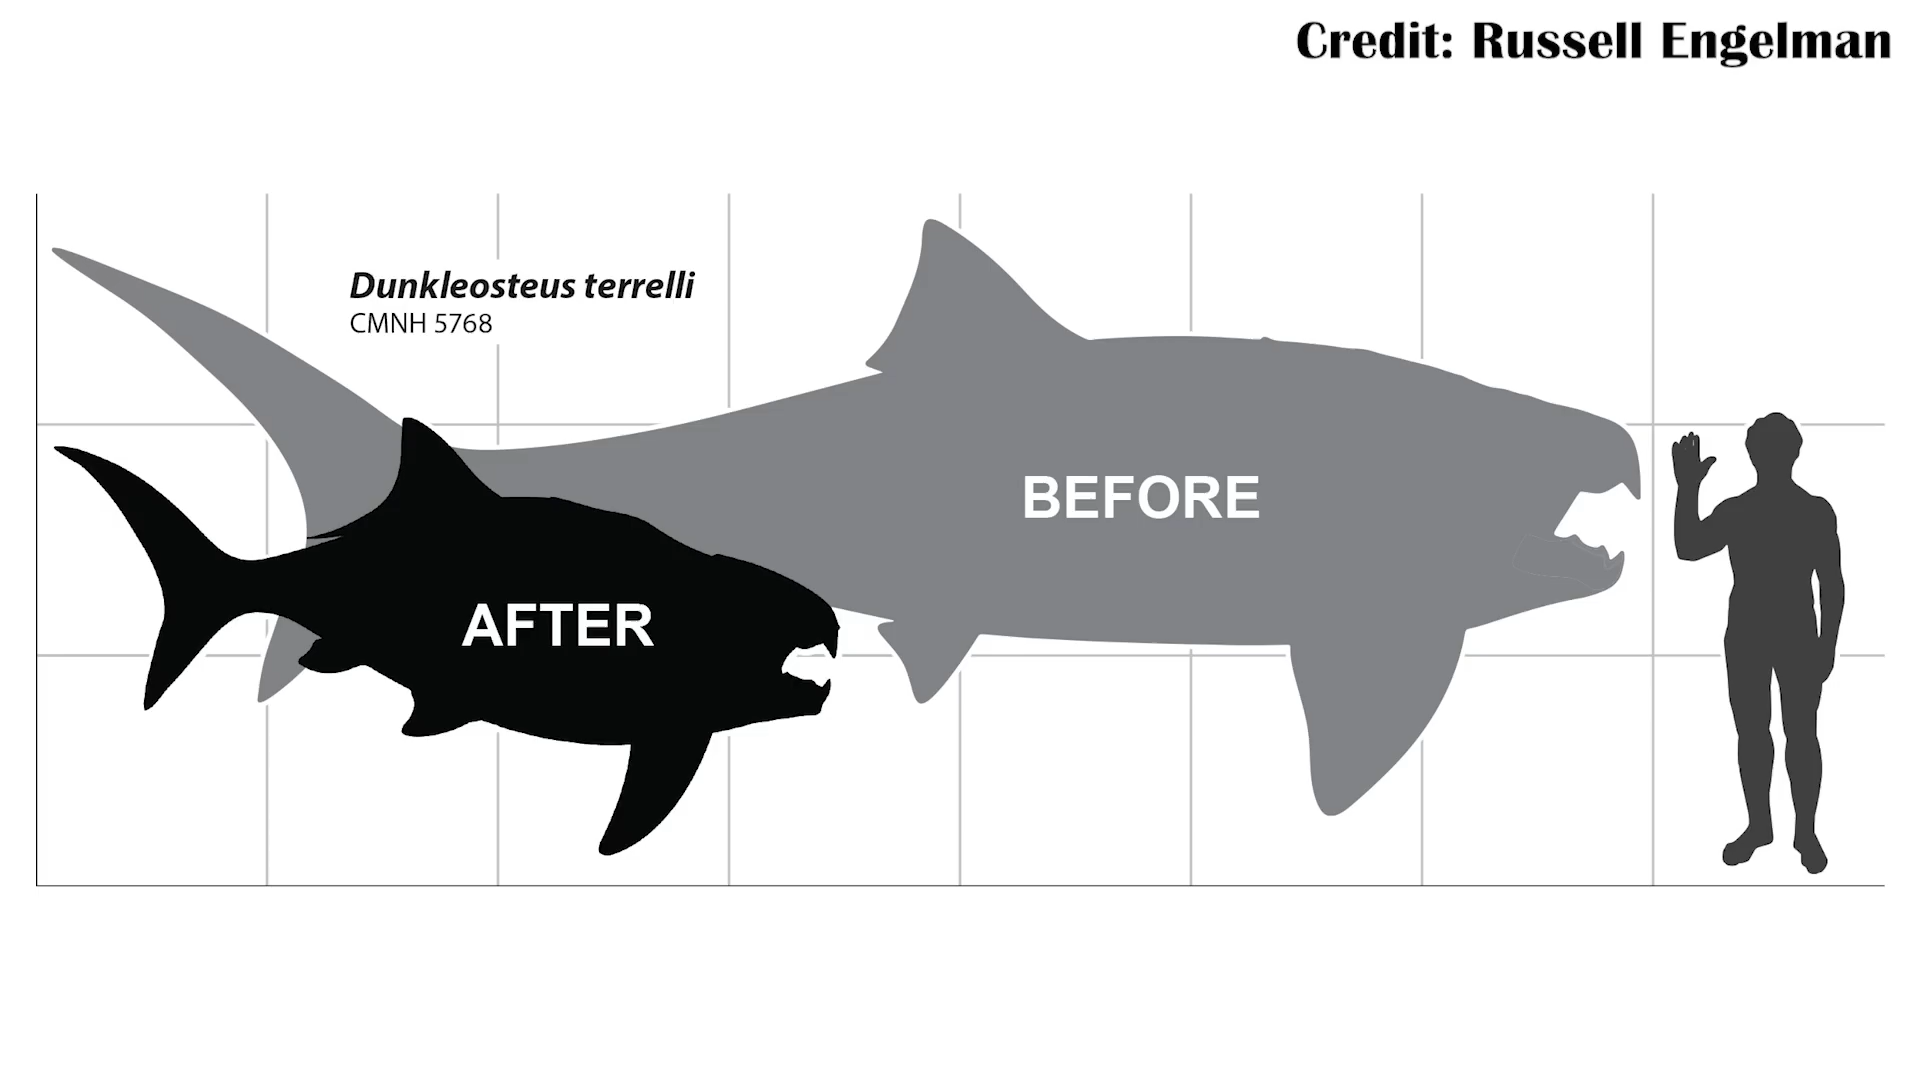 Credit: Russell Engelman
Dunkleosteus terrelli
CMNH 5768
BEFORE
AFTER